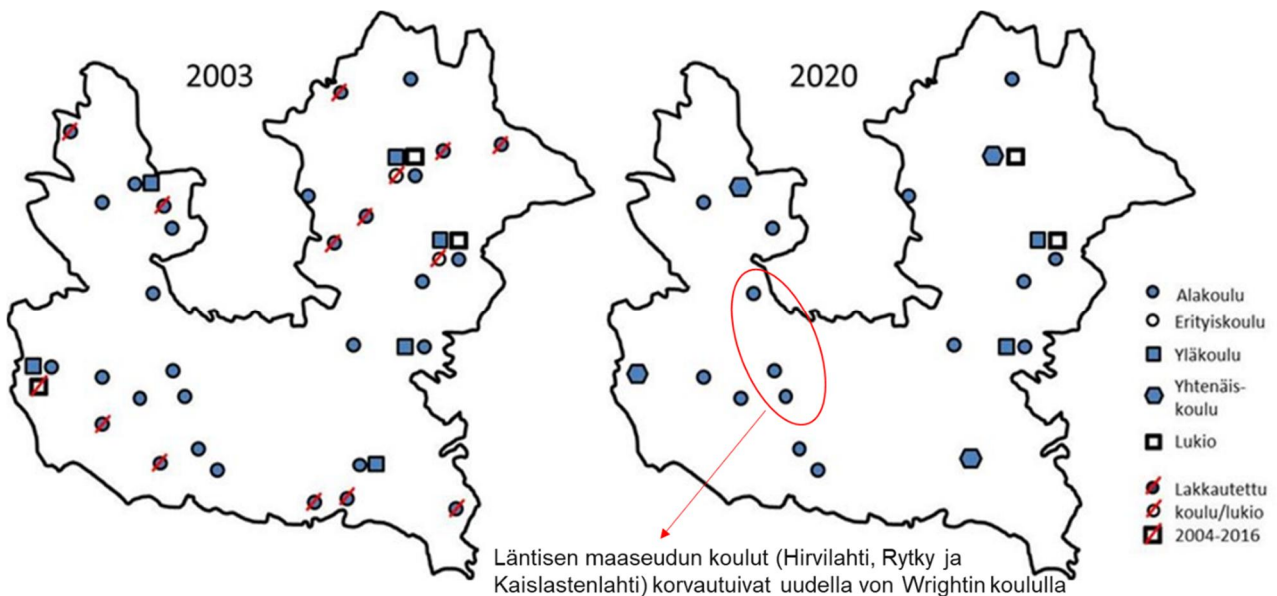 2003
2020
Alakoulu
Erityiskoulu
Yläkoulu
Yhtenäis-
koulu
Lukio
Lakkautettu
koulu/lukio
2004-2016
Läntisen maaseudun koulut (Hirvilahti, Rytky ja
Kaislastenlahti) korvautuivat uudella von Wrightin koululla